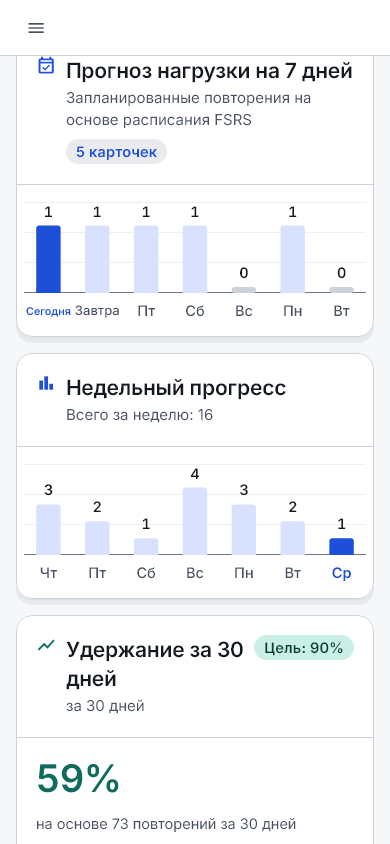 Прогноз нагрузки на 7 дней
Запланированные повторения на
основе расписания FSRS
5 карточек
1 1 1 1 0 1 0
Сегодня Завтра Пт Сб Вс Пн Вт
Недельный прогресс
Всего за неделю: 16
3 2 1 4 3 2 1
Чт Пт Сб Вс Пн Вт Ср
Удержание за 30 Цель: 90%
дней
за 30 дней
59%
на основе 73 повторений за 30 дней